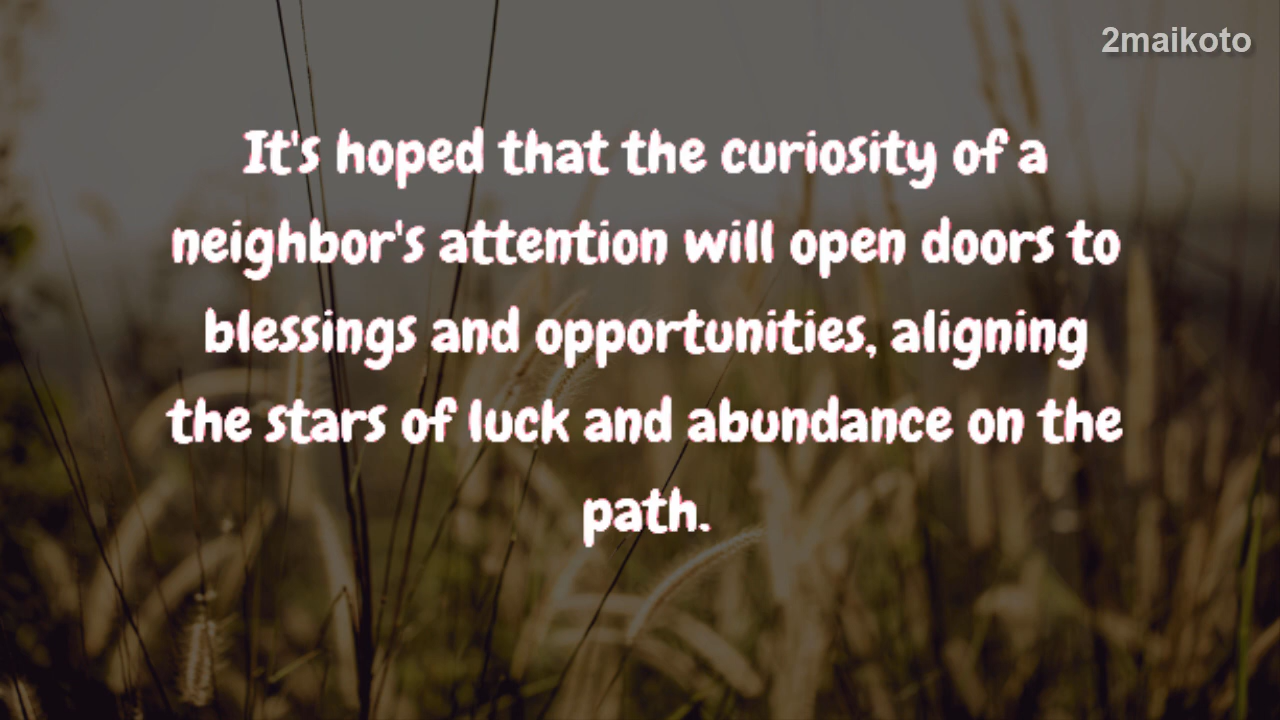 2maikoto
It's hoped that the curiosity of a
neighbor's attention will open doors to
blessings and opportunities, aligning
the stars of luck and abundance on the
path.